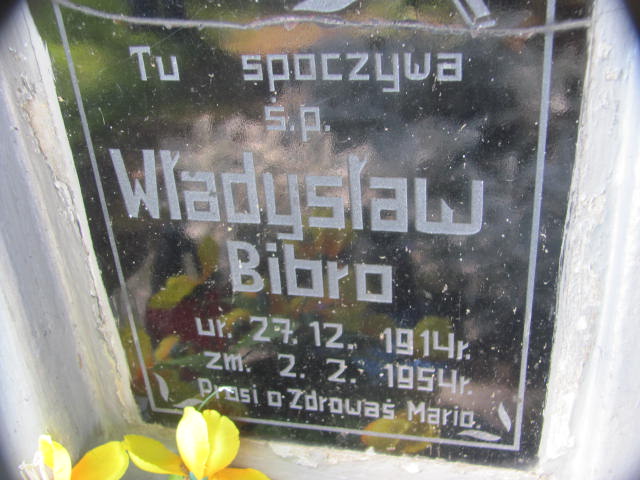 Tu spoczywa
ś.p.
Władysław
Bibro
ur. 27. 12. 1914r.
zm. 2. 2. 1954r.
Prosi o Zdrowaś Mario.